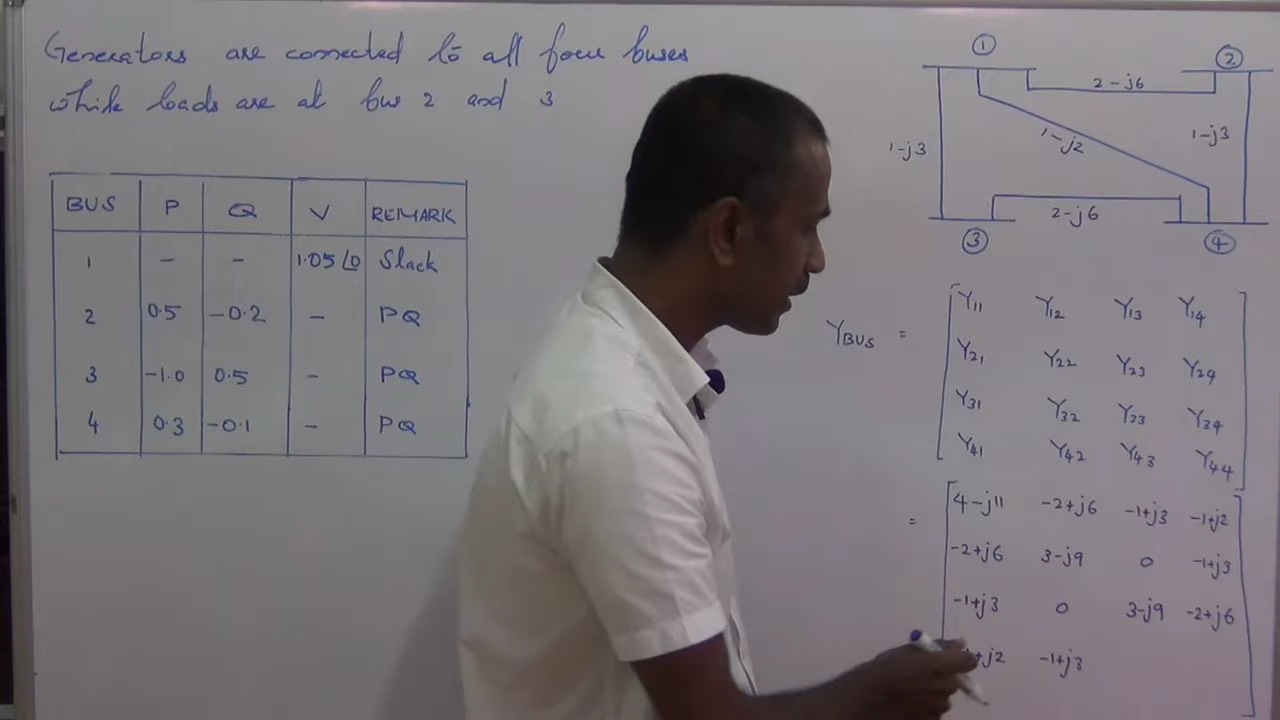 Generators are connected to all four buses
while loads are at bus 2 and 3
BUS P Q V REMARK
1 - - 1.05∠0 Slack
2 0.5 -0.2 - PQ
3 -1.0 0.5 - PQ
4 0.3 -0.1 - PQ
1 2
2-j6
1-j3 1-j2 1-j3
2-j6
3 4
YBUS = Y11 Y12 Y13 Y14
Y21 Y22 Y23 Y24
Y31 Y32 Y33 Y34
Y41 Y42 Y43 Y44
= 4-j11 -2+j6 -1+j3 -1+j2
-2+j6 3-j9 0 -1+j3
-1+j3 0 3-j9 -2+j6
+j2 -1+j3